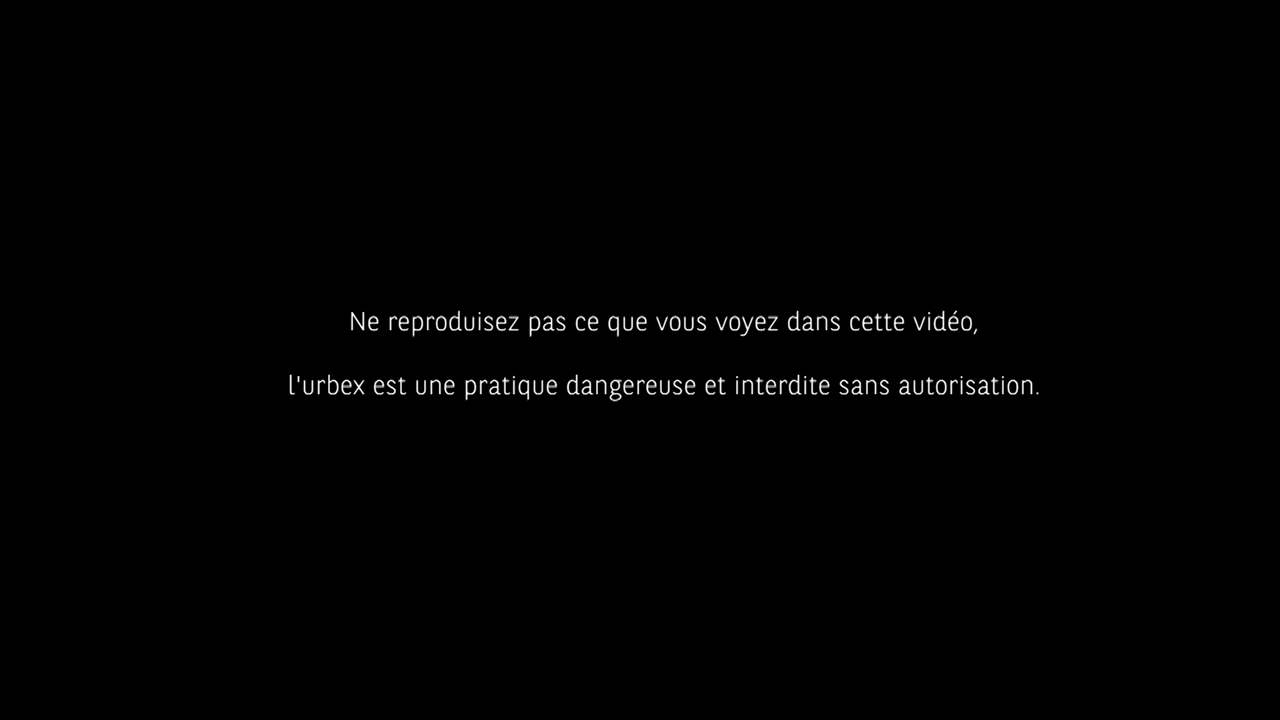 Ne reproduisez pas ce que vous voyez dans cette vidéo,
l'urbex est une pratique dangereuse et interdite sans autorisation.